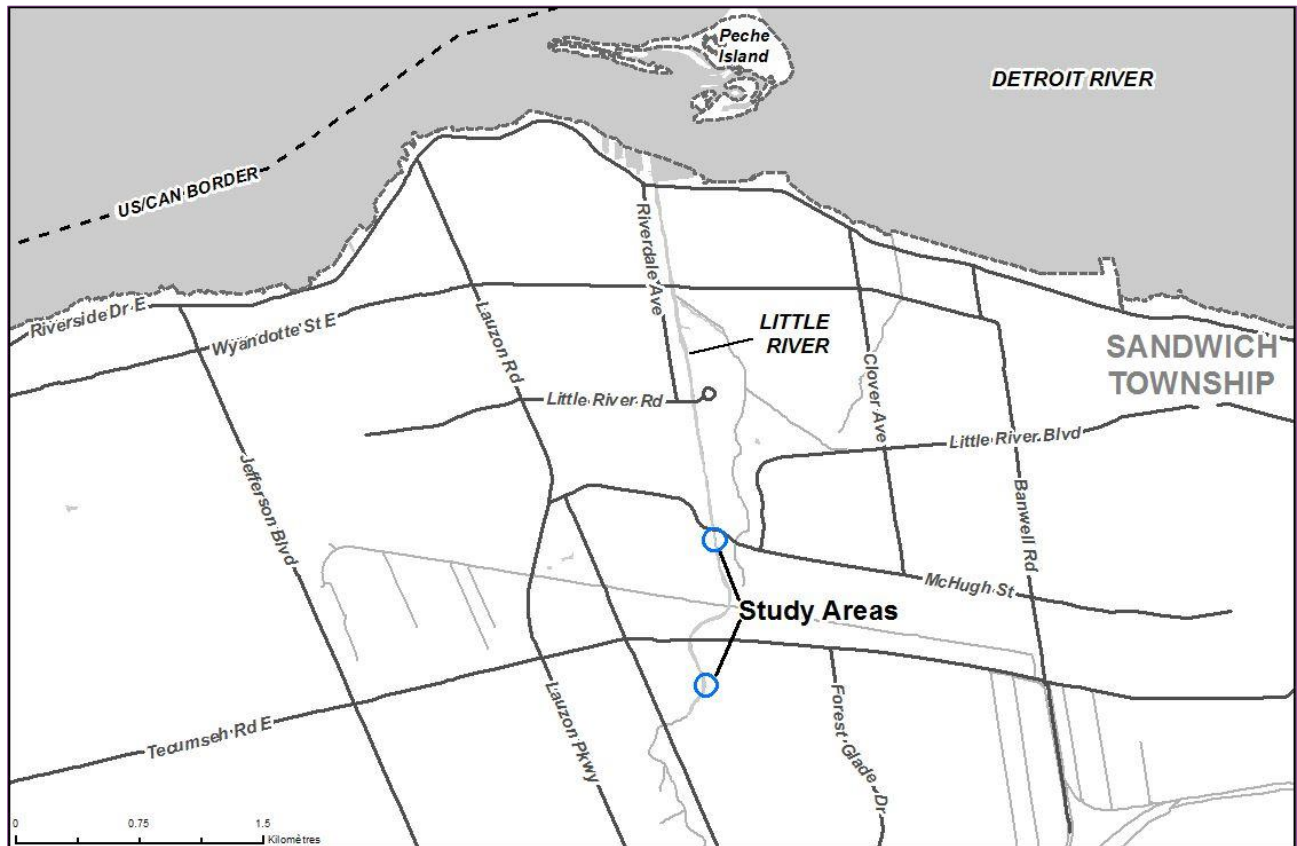 Peche
Island
DETROIT RIVER
US/CAN BORDER
Riverside Dr E
Wyandotte St E
Lauzon Rd
Riverdale Ave
LITTLE
RIVER
Clover Ave
SANDWICH
TOWNSHIP
Little River Rd
Little River Blvd
Jefferson Blvd
Banwell Rd
McHugh St
Study Areas
Tecumseh Rd E
Lauzon Pkwy
Forest Glade Dr
0 0.75 1.5
Kilometres